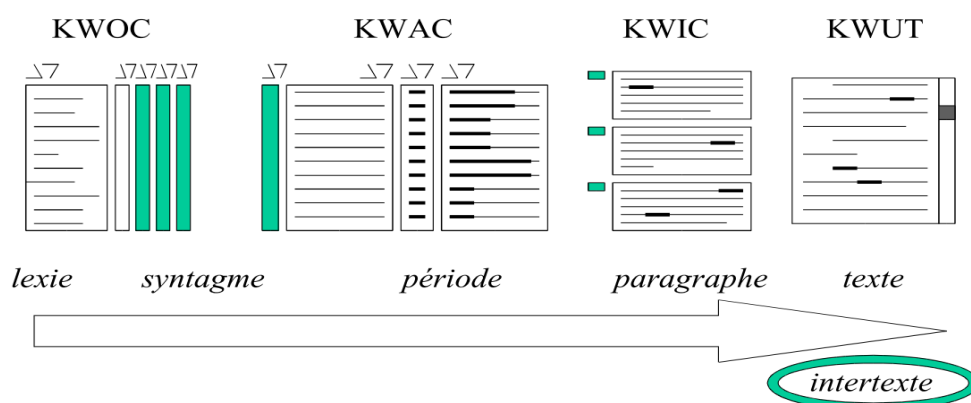 KWOC KWAC KWIC KWUT
lexie syntagme période paragraphe texte
intertexte